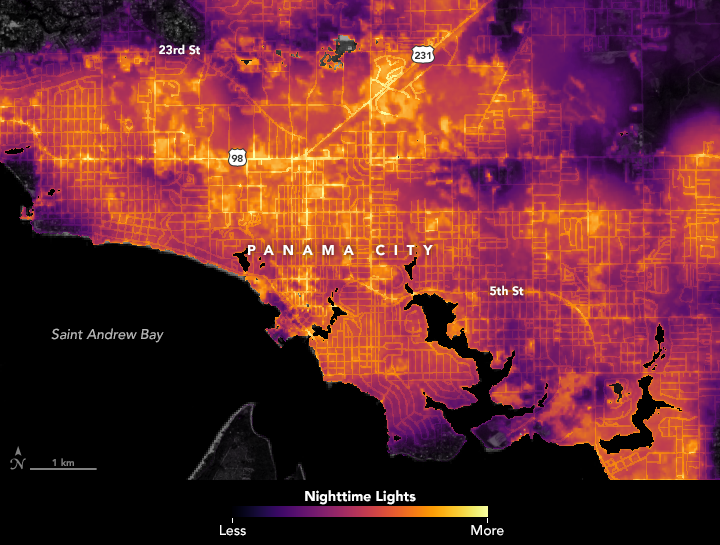 23rd St
231
98
PANAMA CITY
5th St
Saint Andrew Bay
N
1 km
Nighttime Lights
Less
More